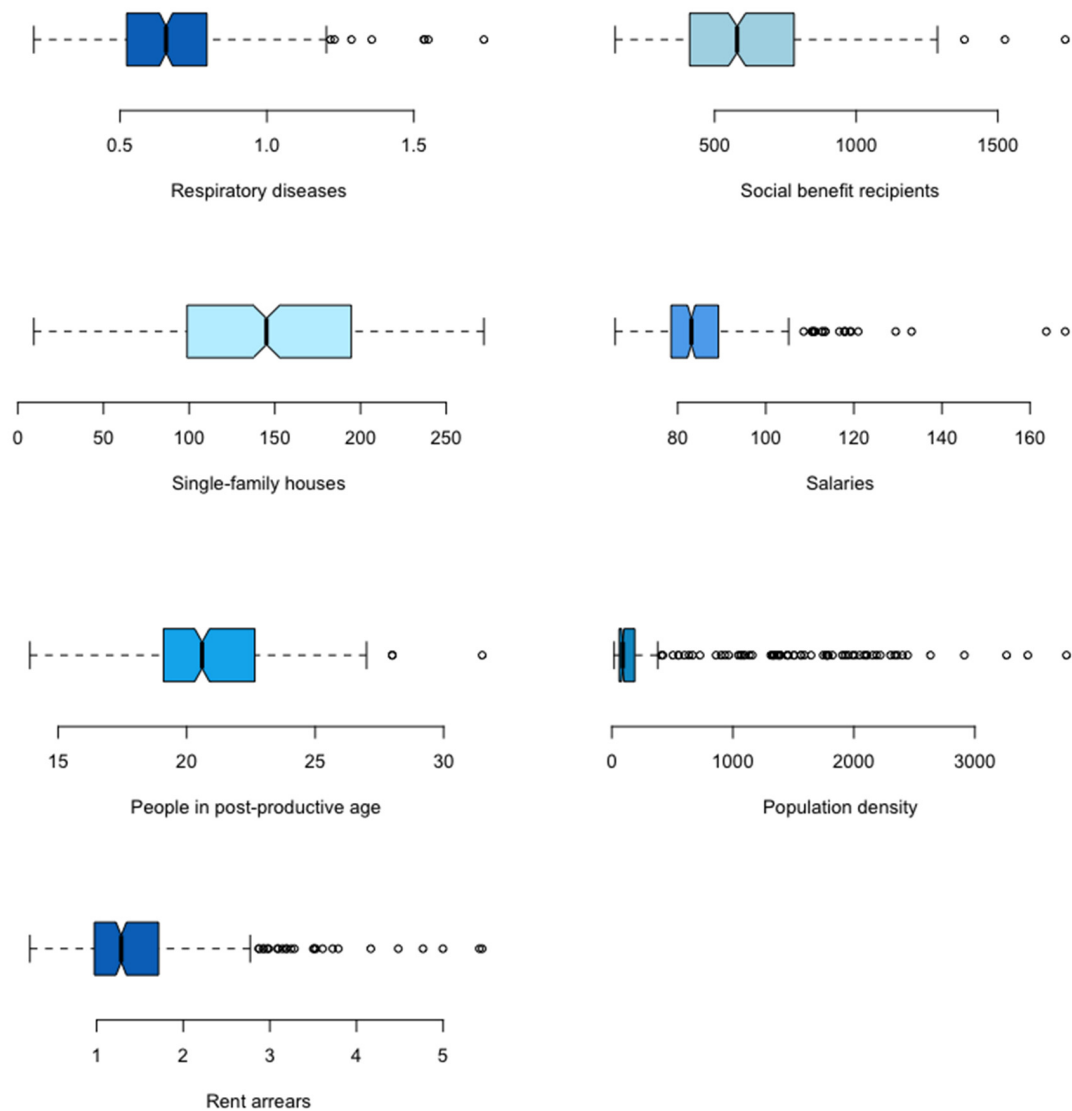 0.5 1.0 1.5
Respiratory diseases
500 1000 1500
Social benefit recipients
0 50 100 150 200 250
Single-family houses
80 100 120 140 160
Salaries
15 20 25 30
People in post-productive age
0 1000 2000 3000
Population density
1 2 3 4 5
Rent arrears